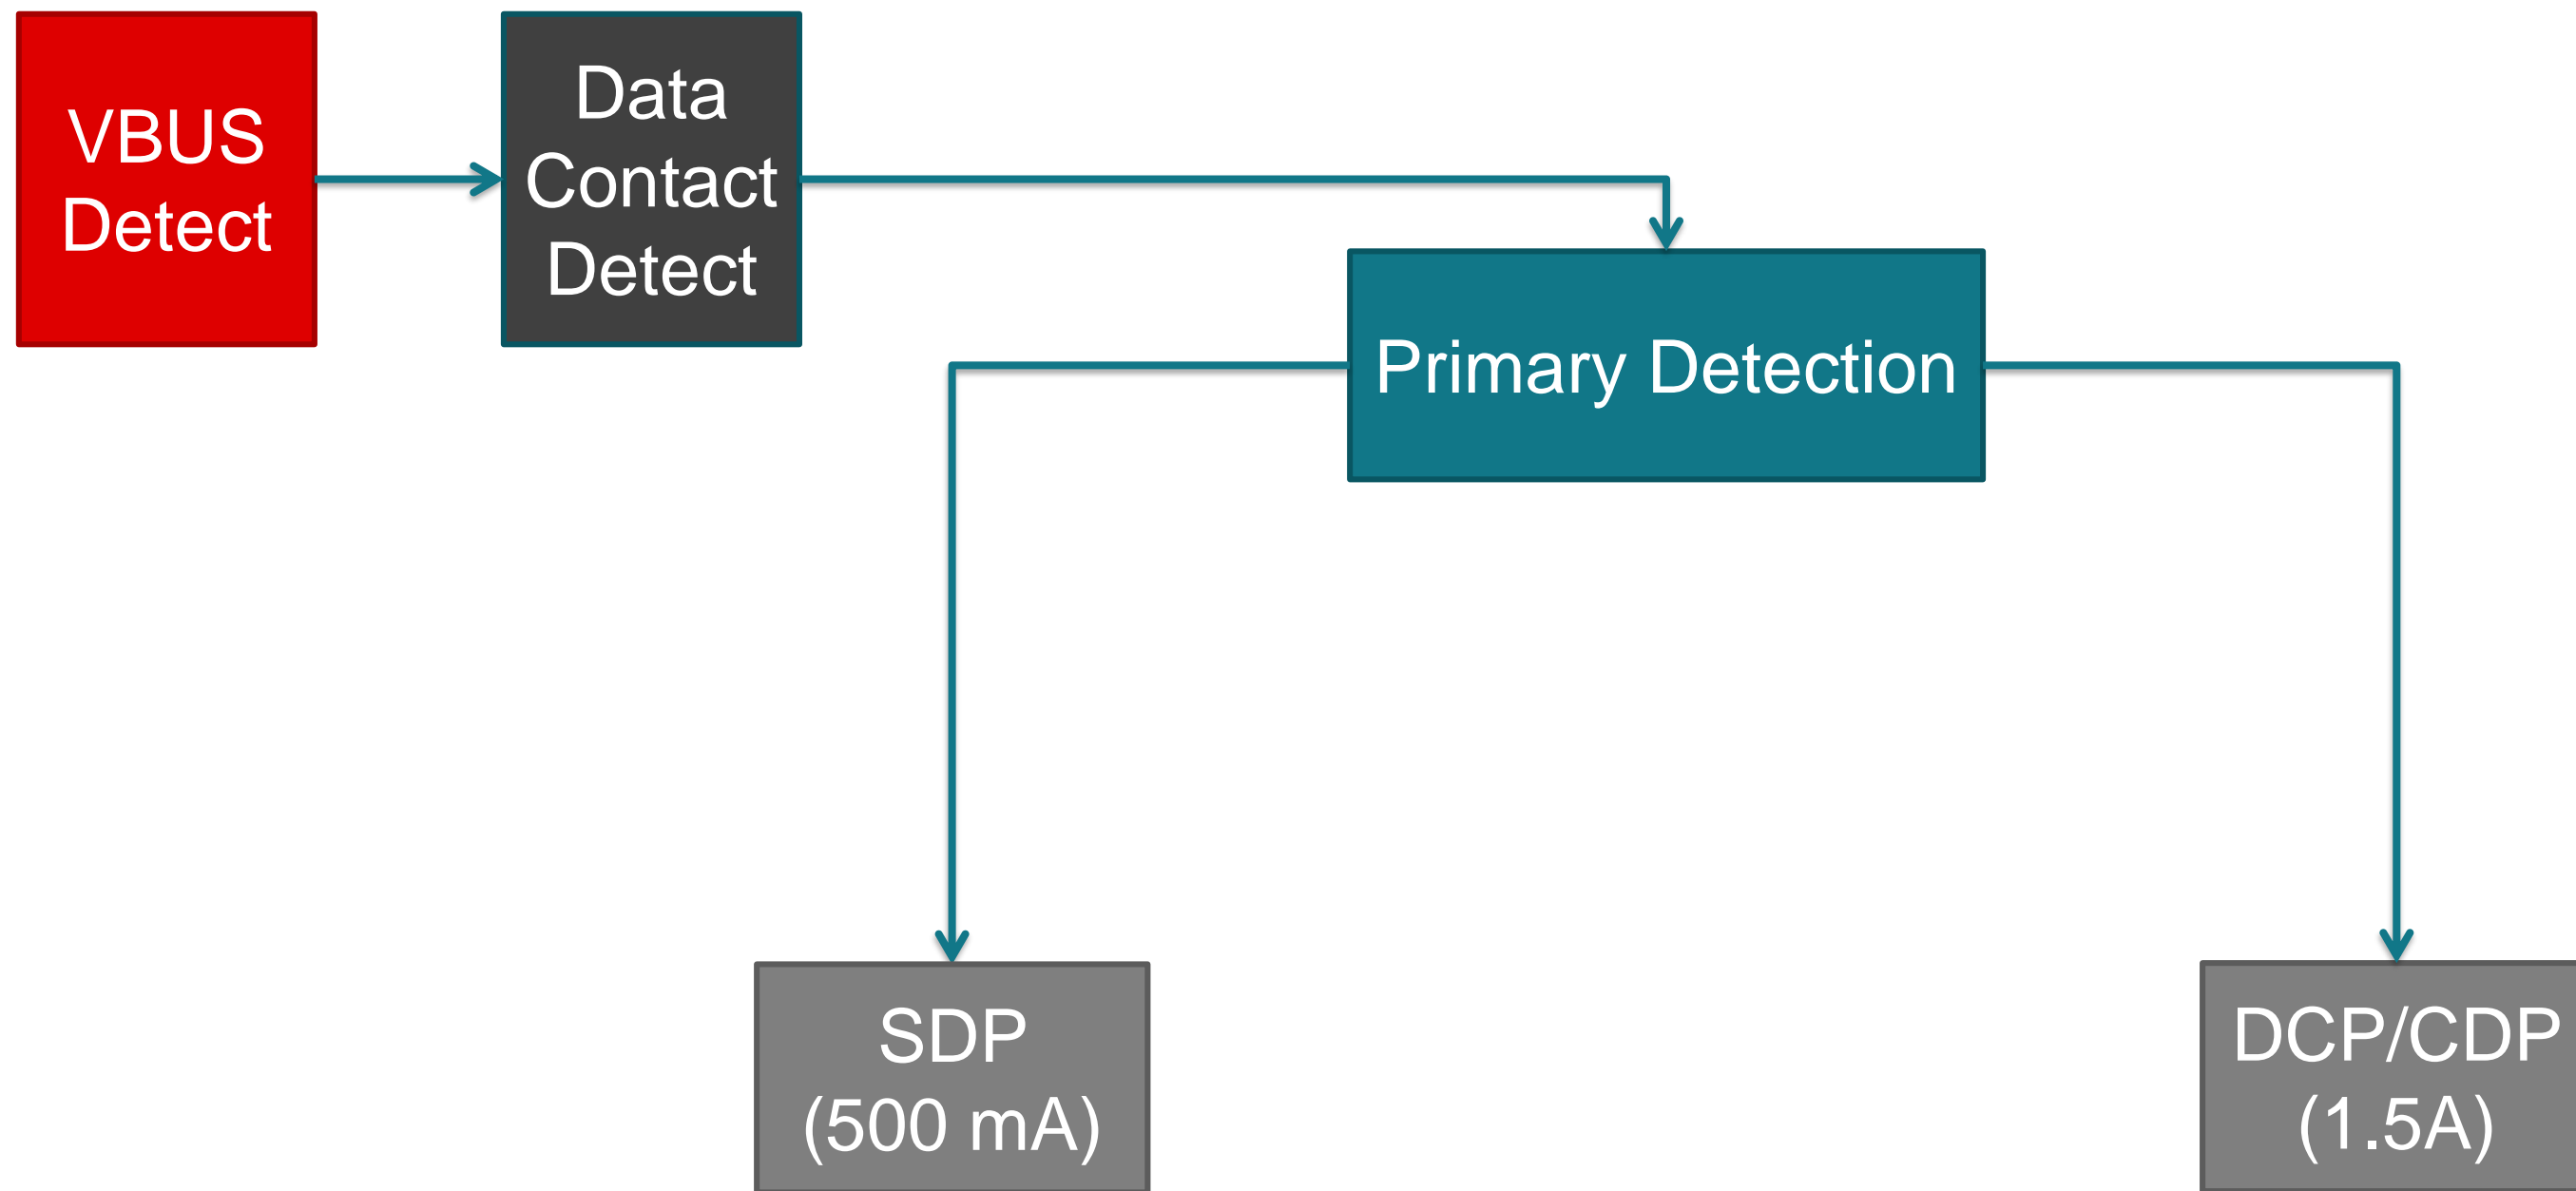 VBUS
Detect
Data
Contact
Detect
Primary Detection
SDP
(500 mA)
DCP/CDP
(1.5A)